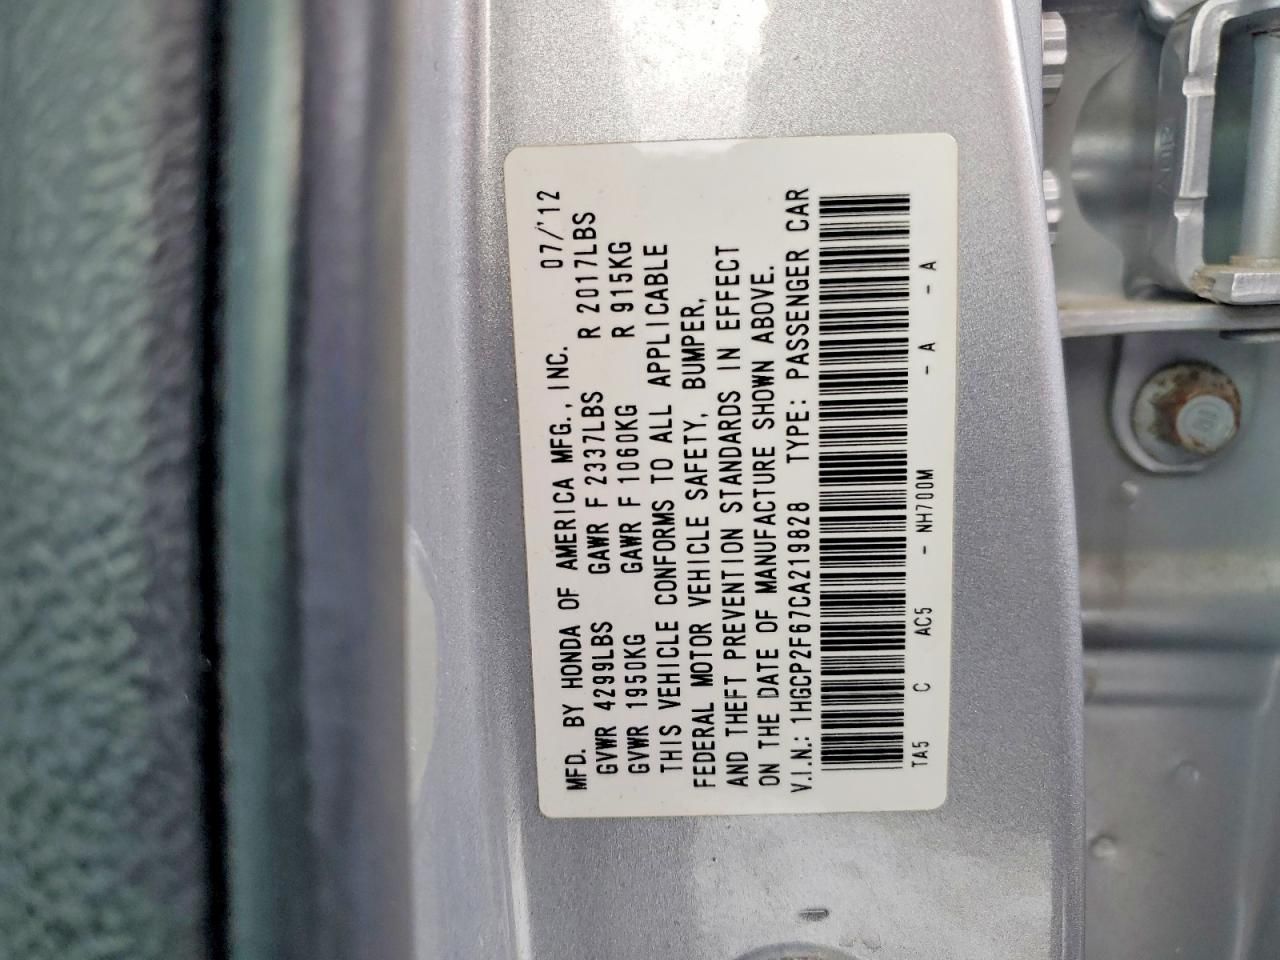 MFD. BY HONDA OF AMERICA MFG., INC. 07/'12
GVWR 4299LBS GAWR F 2337LBS R 2017LBS
GVWR 1950KG GAWR F 1060KG R 915KG
THIS VEHICLE CONFORMS TO ALL APPLICABLE
FEDERAL MOTOR VEHICLE SAFETY, BUMPER,
AND THEFT PREVENTION STANDARDS IN EFFECT
ON THE DATE OF MANUFACTURE SHOWN ABOVE.
V.I.N.: 1HGCP2F67CA219828 TYPE: PASSENGER CAR
TA5 C AC5 - NH700M - A - A